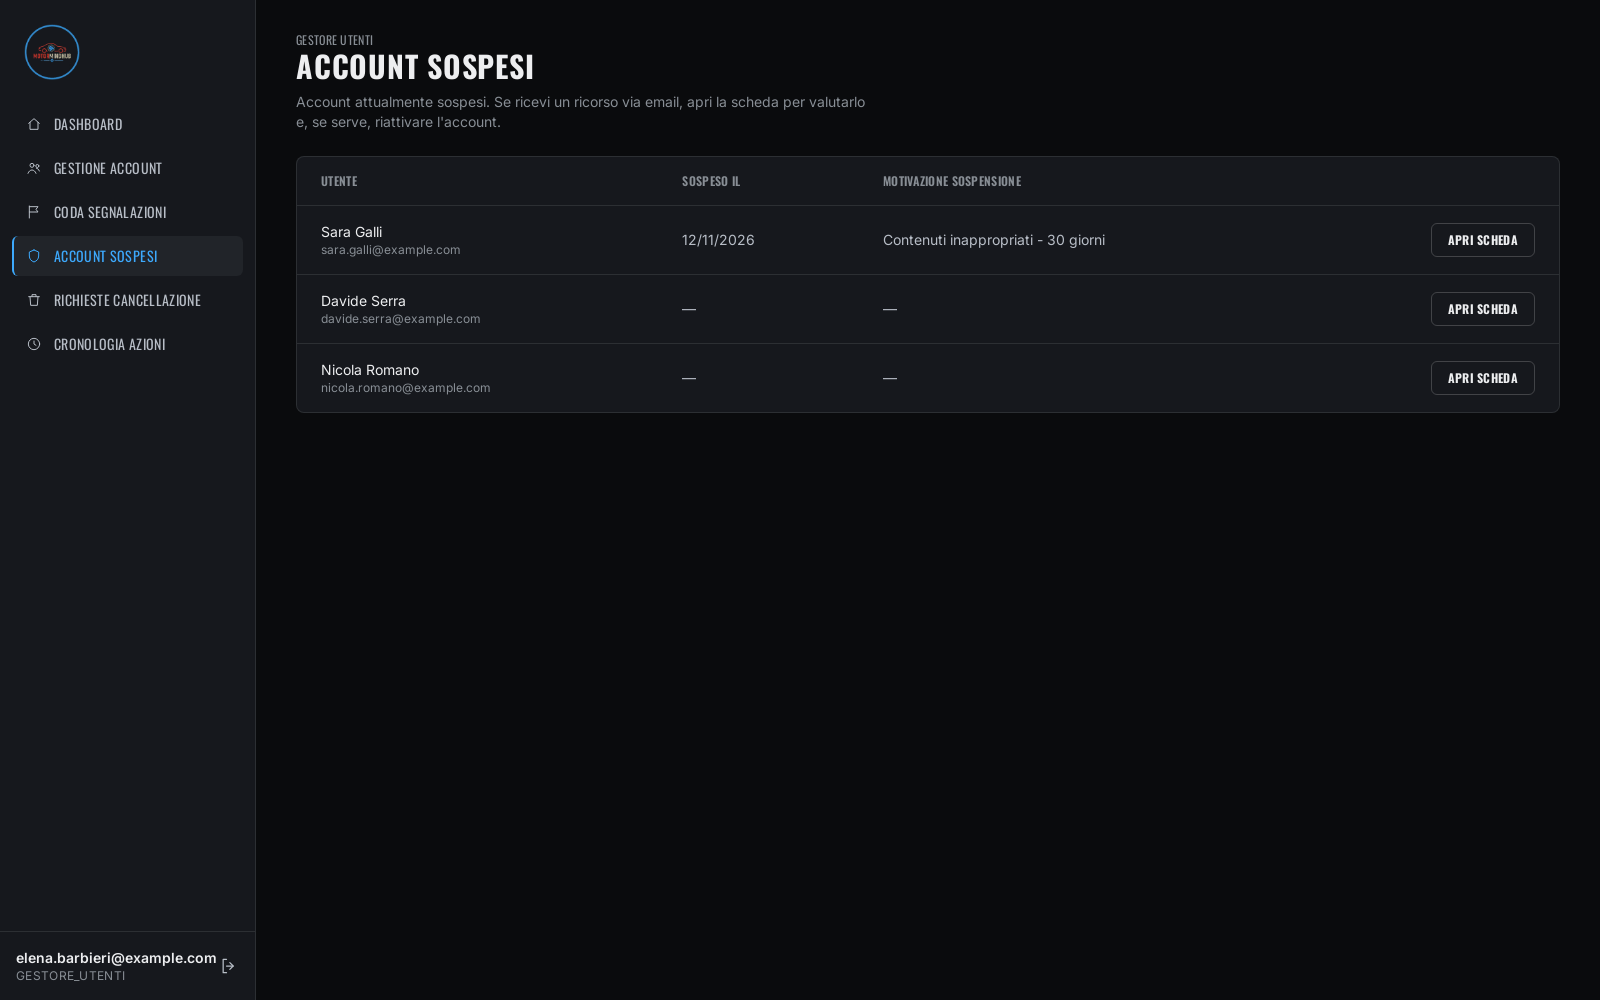 DASHBOARD
GESTIONE ACCOUNT
CODA SEGNALAZIONI
ACCOUNT SOSPESI
RICHIESTE CANCELLAZIONE
CRONOLOGIA AZIONI
elena.barbieri@example.com
GESTORE_UTENTI
GESTORE UTENTI
ACCOUNT SOSPESI
Account attualmente sospesi. Se ricevi un ricorso via email, apri la scheda per valutarlo
e, se serve, riattivare l'account.
UTENTE SOSPESO IL MOTIVAZIONE SOSPENSIONE
Sara Galli
sara.galli@example.com
12/11/2026
Contenuti inappropriati - 30 giorni
APRI SCHEDA
Davide Serra
davide.serra@example.com
—
—
APRI SCHEDA
Nicola Romano
nicola.romano@example.com
—
—
APRI SCHEDA